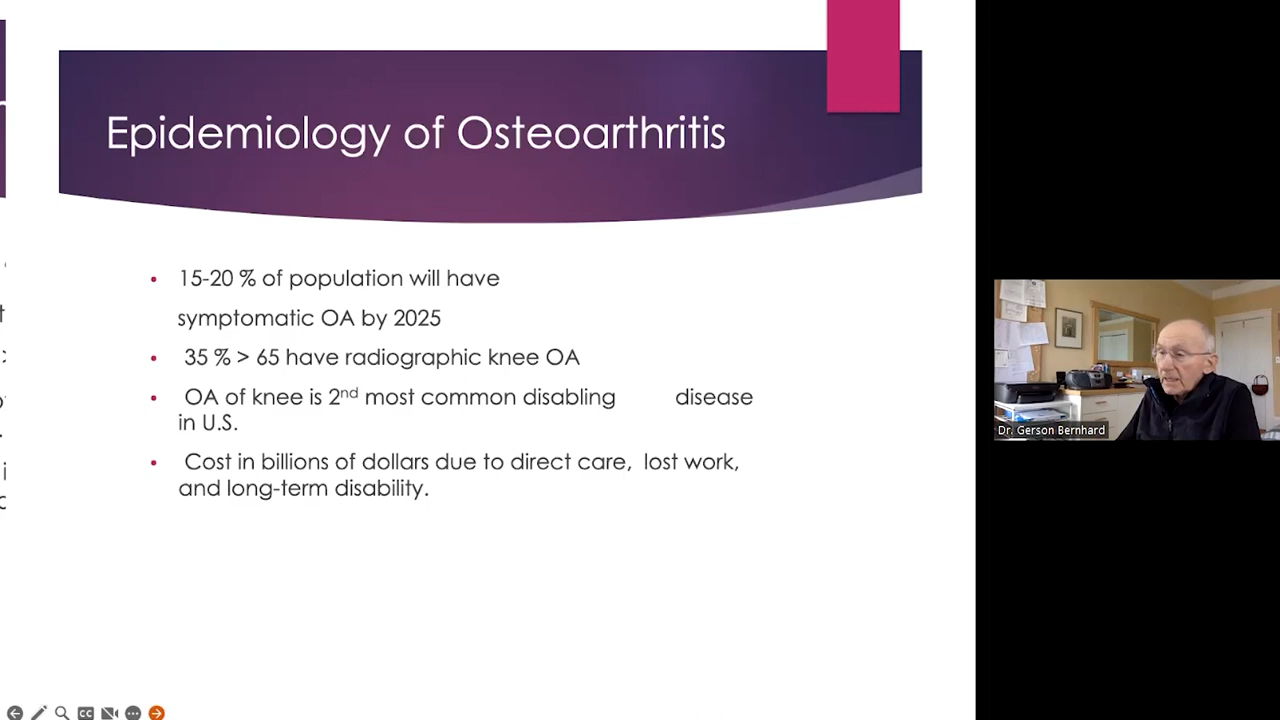 Epidemiology of Osteoarthritis
• 15-20 % of population will have
symptomatic OA by 2025
• 35 % > 65 have radiographic knee OA
• OA of knee is 2nd most common disabling disease
in U.S.
• Cost in billions of dollars due to direct care, lost work,
and long-term disability.
CC
Dr. Gerson Bernhard